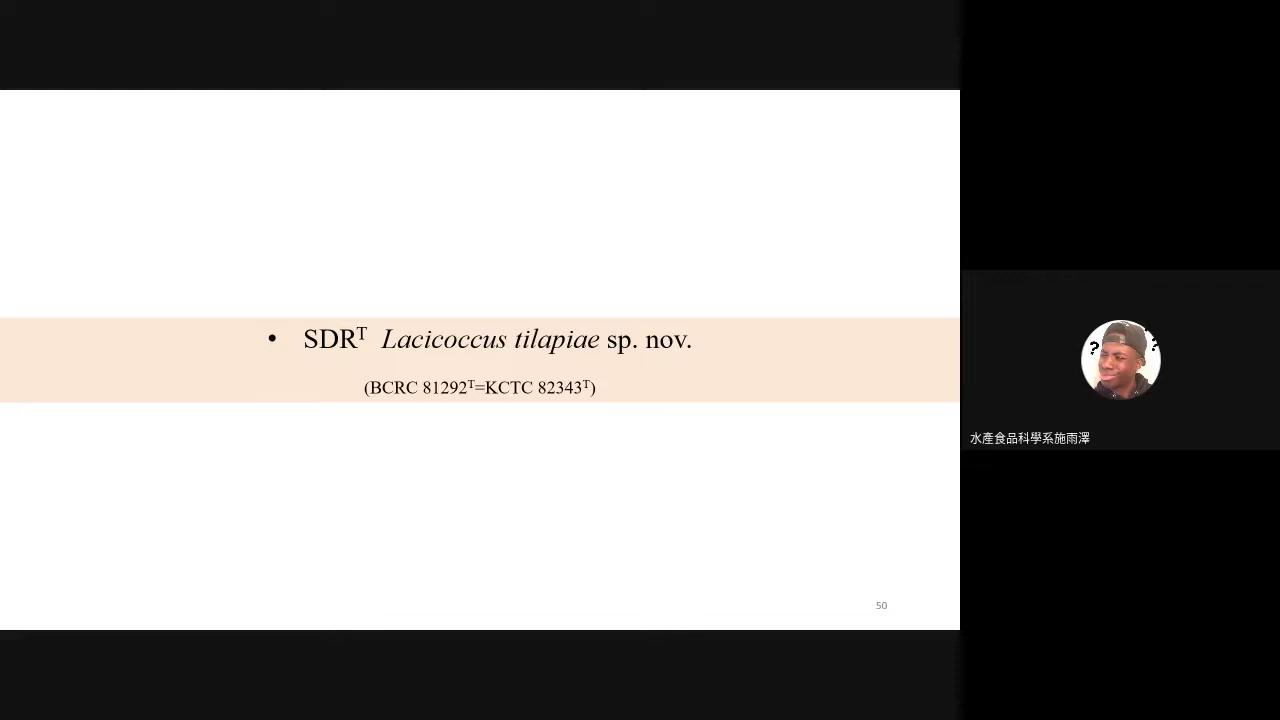 • SDRᵀ Lacicoccus tilapiae sp. nov.
(BCRC 81292ᵀ=KCTC 82343ᵀ)
50
? ?
水產食品科學系施雨澤